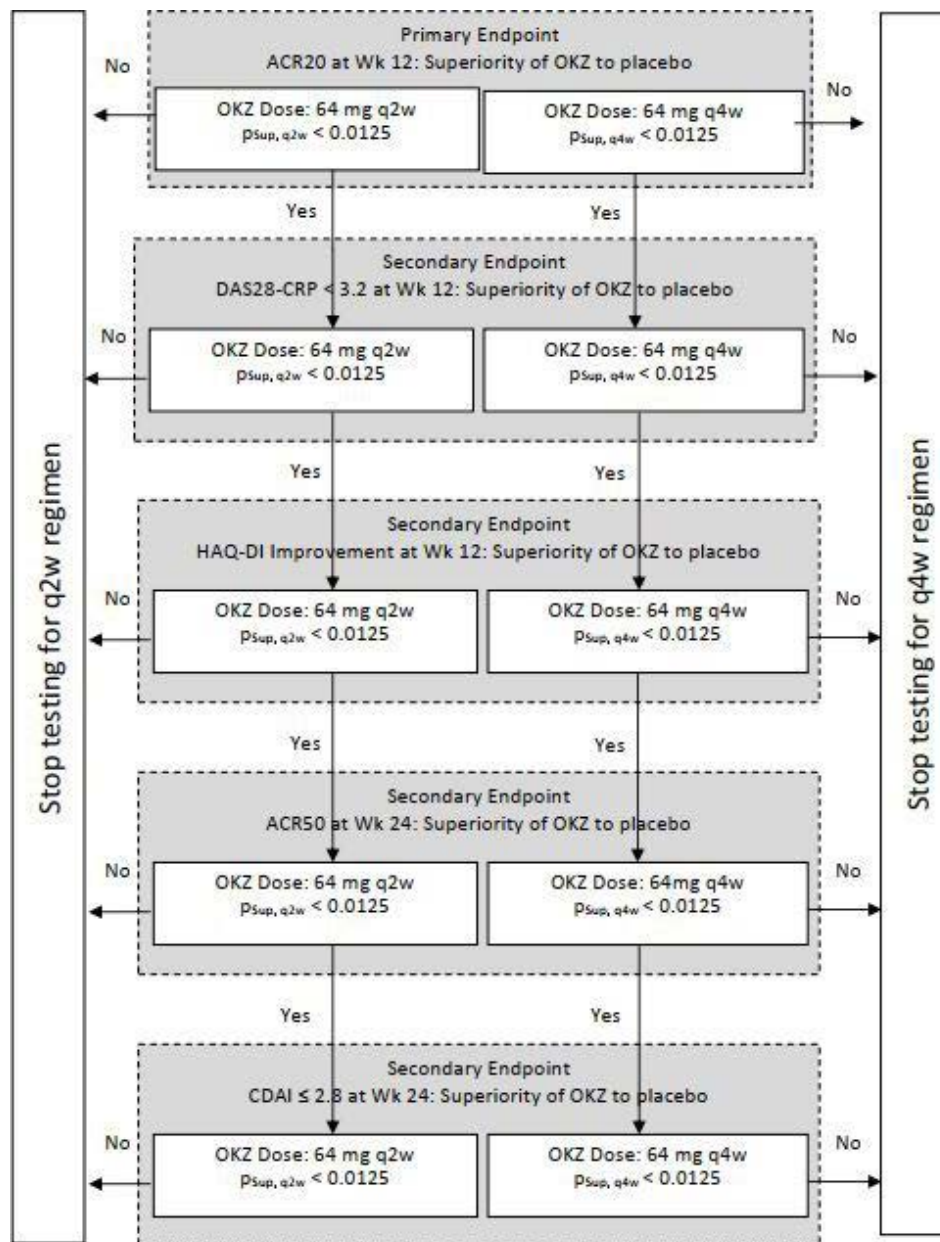 Primary Endpoint
ACR20 at Wk 12: Superiority of OKZ to placebo
No
No
OKZ Dose: 64 mg q2w
pSup, q2w < 0.0125
OKZ Dose: 64 mg q4w
pSup, q4w < 0.0125
Yes
Yes
Secondary Endpoint
DAS28-CRP < 3.2 at Wk 12: Superiority of OKZ to placebo
No
No
OKZ Dose: 64 mg q2w
pSup, q2w < 0.0125
OKZ Dose: 64 mg q4w
pSup, q4w < 0.0125
Yes
Yes
Secondary Endpoint
HAQ-DI Improvement at Wk 12: Superiority of OKZ to placebo
No
No
OKZ Dose: 64 mg q2w
pSup, q2w < 0.0125
OKZ Dose: 64 mg q4w
pSup, q4w < 0.0125
Yes
Yes
Secondary Endpoint
ACR50 at Wk 24: Superiority of OKZ to placebo
No
No
OKZ Dose: 64 mg q2w
pSup, q2w < 0.0125
OKZ Dose: 64mg q4w
pSup, q4w < 0.0125
Yes
Yes
Secondary Endpoint
CDAI ≤ 2.8 at Wk 24: Superiority of OKZ to placebo
No
No
OKZ Dose: 64 mg q2w
pSup, q2w < 0.0125
OKZ Dose: 64 mg q4w
pSup, q4w < 0.0125
Stop testing for q2w regimen
Stop testing for q4w regimen